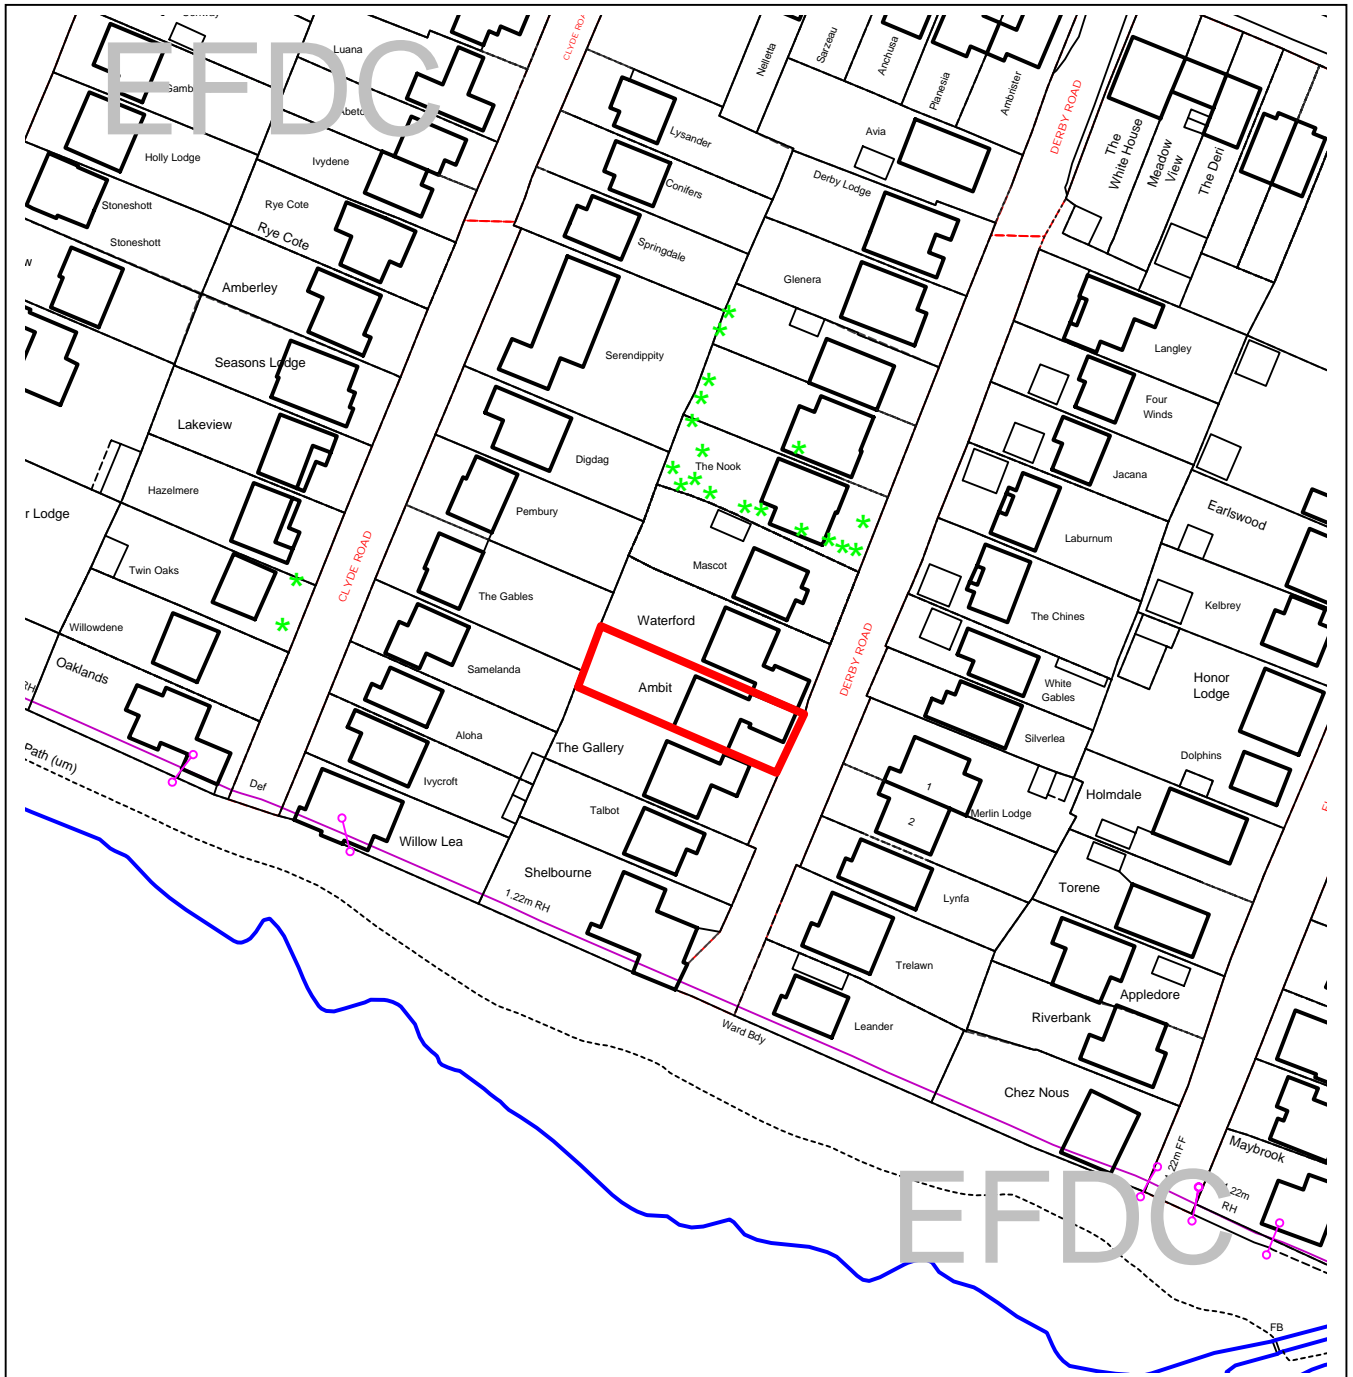 EFDC
Luana
CLYDE ROA
Nelletta
Sarzeau
Anchusa
Planesia
Ambrister
DERBY ROAD
The
White House
Meadow
View
The Deri
Holly Lodge
Ivydene
Lysander
Avia
Conifers
Derby Lodge
Stoneshott
Rye Cote
Stoneshott
Rye Cote
Springdale
Glenera
Amberley
Seasons Lodge
Serendippity
Langley
Lakeview
Four
Winds
Digdag
The Nook
Jacana
Hazelmere
Pembury
Earlswood
r Lodge
Laburnum
CLYDE ROAD
Twin Oaks
Mascot
The Gables
Kelbrey
The Chines
Willowdene
Waterford
DERBY ROAD
Oaklands
Samelanda
Ambit
White
Gables
Honor
Lodge
RH
Aloha
The Gallery
Silverlea
Dolphins
Path (um)
Def
Ivycroft
1
2
Merlin Lodge
Holmdale
Talbot
Willow Lea
Shelbourne
Torene
1.22m RH
Lynfa
Trelawn
Appledore
Riverbank
Leander
Ward Bdy
Chez Nous
Maybrook
1.22m FF
1.22m
RH
EFDC
FB